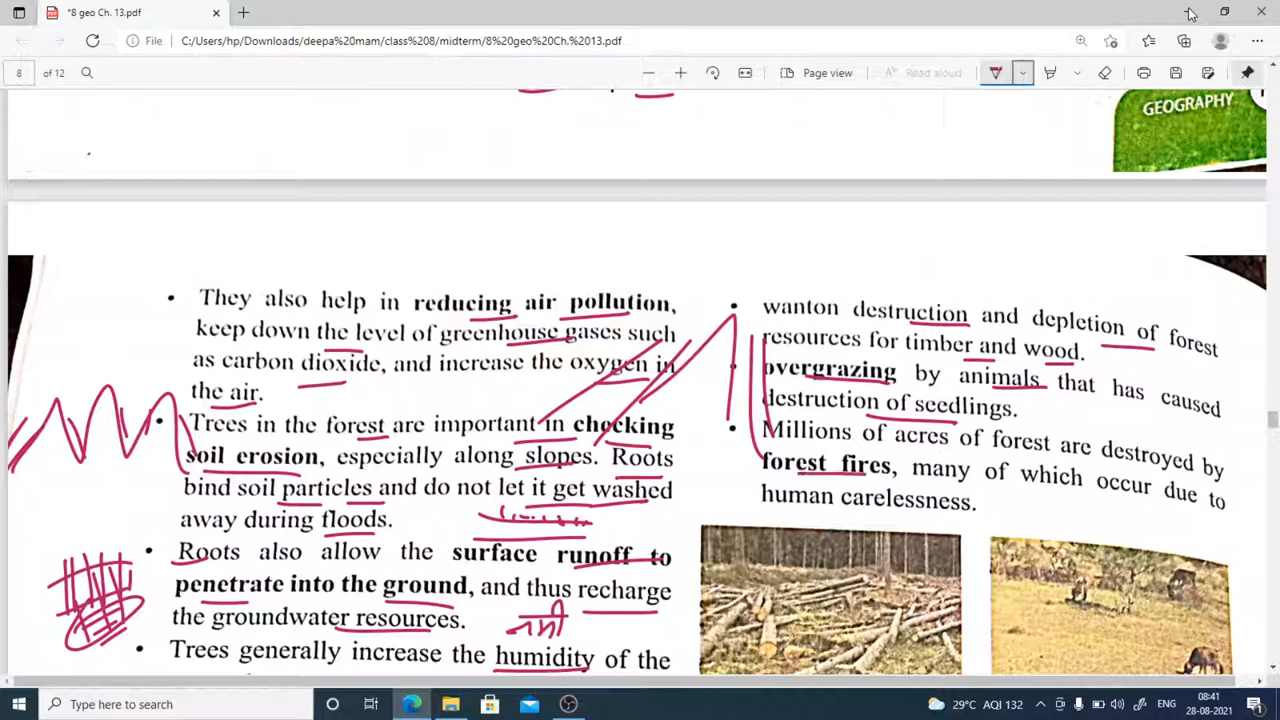 *8 geo Ch. 13.pdf
File
C:/Users/hp/Downloads/deepa%20mam/class%208/midterm/8%20geo%20Ch.%2013.pdf
8
of 12
Page view
Read aloud
GEOGRAPHY
• They also help in reducing air pollution,
keep down the level of greenhouse gases such
as carbon dioxide, and increase the oxygen in
the air.
• Trees in the forest are important in checking
soil erosion, especially along slopes. Roots
bind soil particles and do not let it get washed
away during floods.
• Roots also allow the surface runoff to
penetrate into the ground, and thus recharge
the groundwater resources.
नमी
• Trees generally increase the humidity of the
• wanton destruction and depletion of forest
resources for timber and wood.
• overgrazing by animals that has caused
destruction of seedlings.
• Millions of acres of forest are destroyed by
forest fires, many of which occur due to
human carelessness.
Type here to search
29°C AQI 132
ENG
08:41
28-08-2021
1